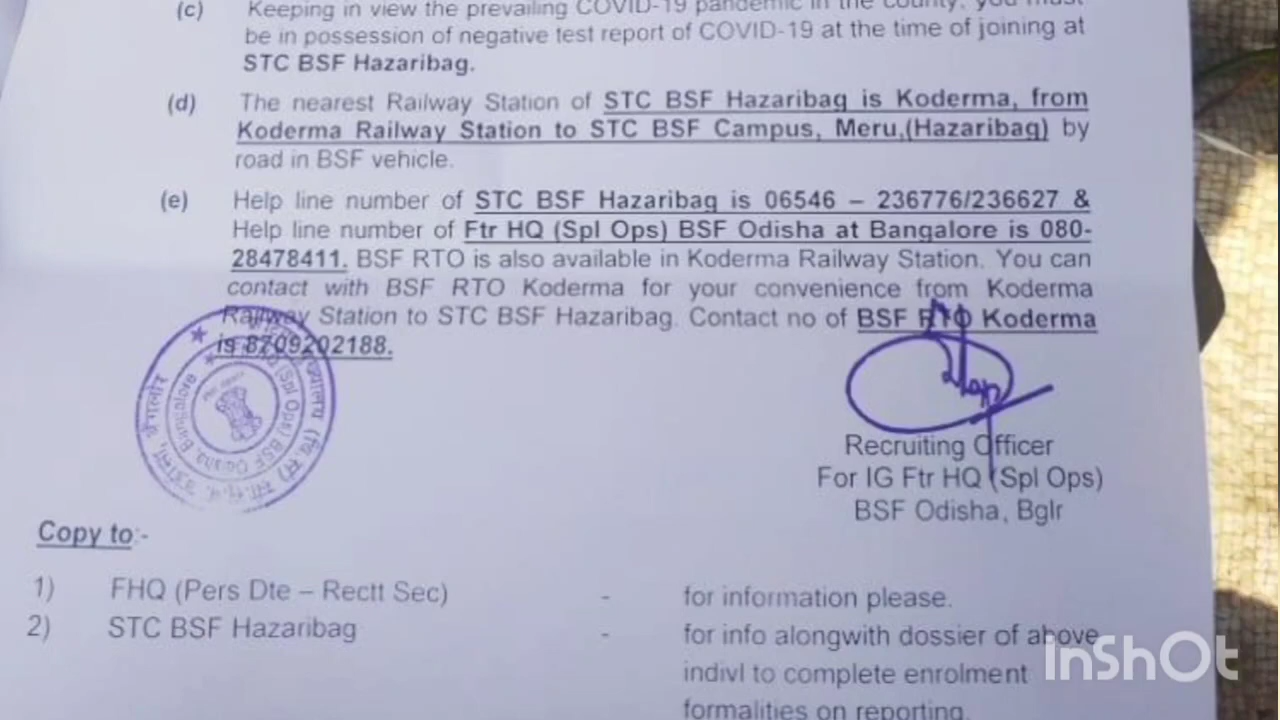 (c) Keeping in view the prevailing COVID-19 pandemic in the county, you must
be in possession of negative test report of COVID-19 at the time of joining at
STC BSF Hazaribag.
(d) The nearest Railway Station of STC BSF Hazaribag is Koderma, from
Koderma Railway Station to STC BSF Campus, Meru,(Hazaribag) by
road in BSF vehicle.
(e) Help line number of STC BSF Hazaribag is 06546 – 236776/236627 &
Help line number of Ftr HQ (Spl Ops) BSF Odisha at Bangalore is 080-
28478411. BSF RTO is also available in Koderma Railway Station. You can
contact with BSF RTO Koderma for your convenience from Koderma
Railway Station to STC BSF Hazaribag. Contact no of BSF RTO Koderma
is 8709202188.
बेंगलोर
(Spl Ops) BSF Odisha, Bangalore
Recruiting Officer
For IG Ftr HQ (Spl Ops)
BSF Odisha, Bglr
Copy to:-
1) FHQ (Pers Dte – Rectt Sec) - for information please.
2) STC BSF Hazaribag - for info alongwith dossier of above
indivl to complete enrolment
formalities on reporting.
InShOt